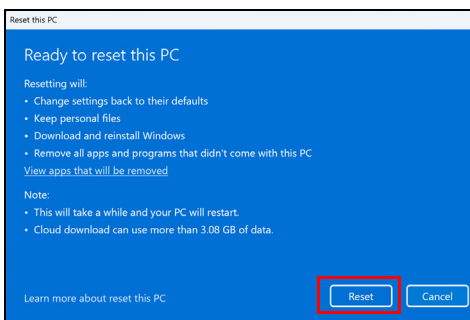 Reset this PC
Ready to reset this PC
Resetting will:
• Change settings back to their defaults
• Keep personal files
• Download and reinstall Windows
• Remove all apps and programs that didn't come with this PC
View apps that will be removed
Note:
• This will take a while and your PC will restart.
• Cloud download can use more than 3.08 GB of data.
Learn more about reset this PC
Reset
Cancel